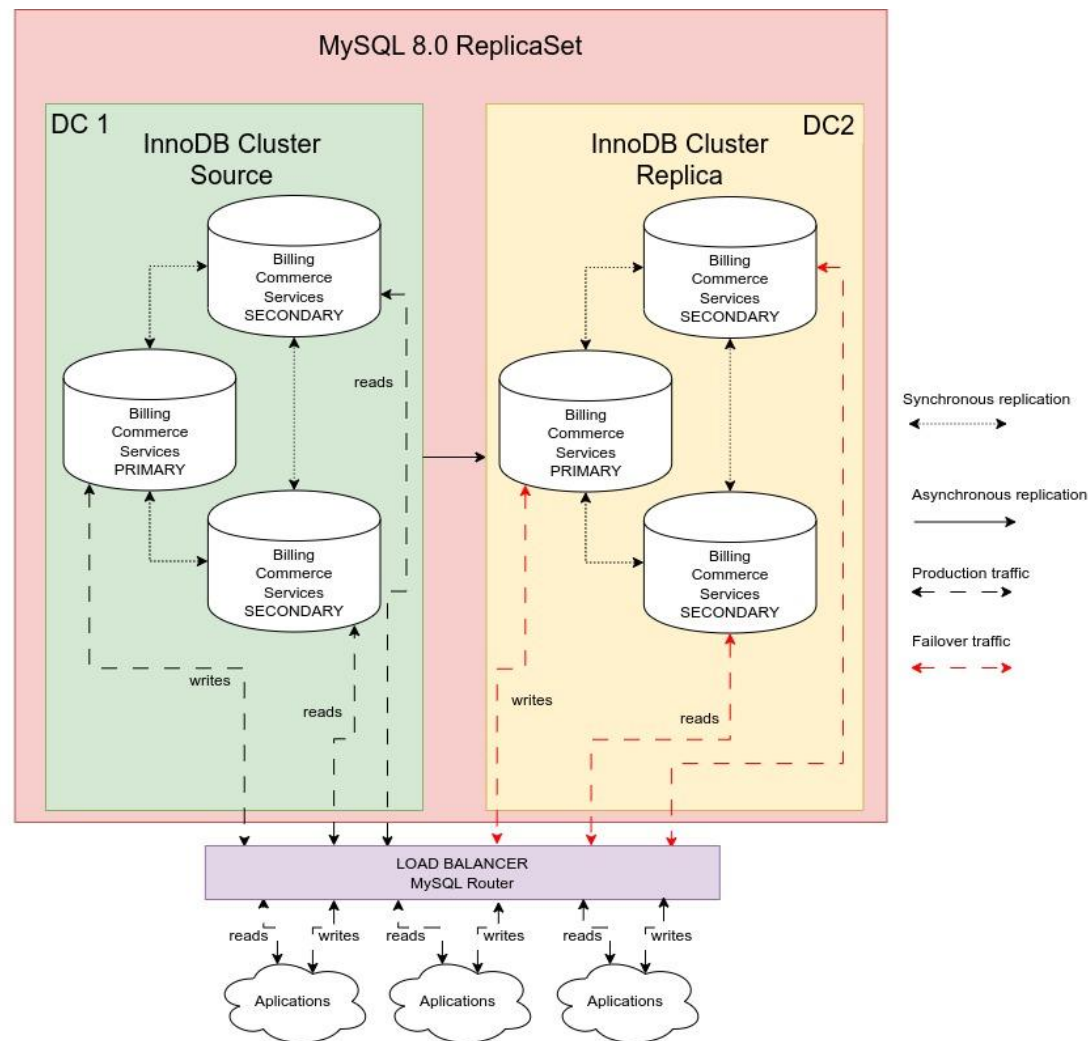 MySQL 8.0 ReplicaSet
DC 1
InnoDB Cluster
Source
Billing
Commerce
Services
SECONDARY
reads
Billing
Commerce
Services
PRIMARY
Billing
Commerce
Services
SECONDARY
writes
reads
DC2
InnoDB Cluster
Replica
Billing
Commerce
Services
SECONDARY
Billing
Commerce
Services
PRIMARY
Billing
Commerce
Services
SECONDARY
writes
reads
Synchronous replication
Asynchronous replication
Production traffic
Failover traffic
LOAD BALANCER
MySQL Router
reads
writes
reads
writes
reads
writes
Aplications
Aplications
Aplications